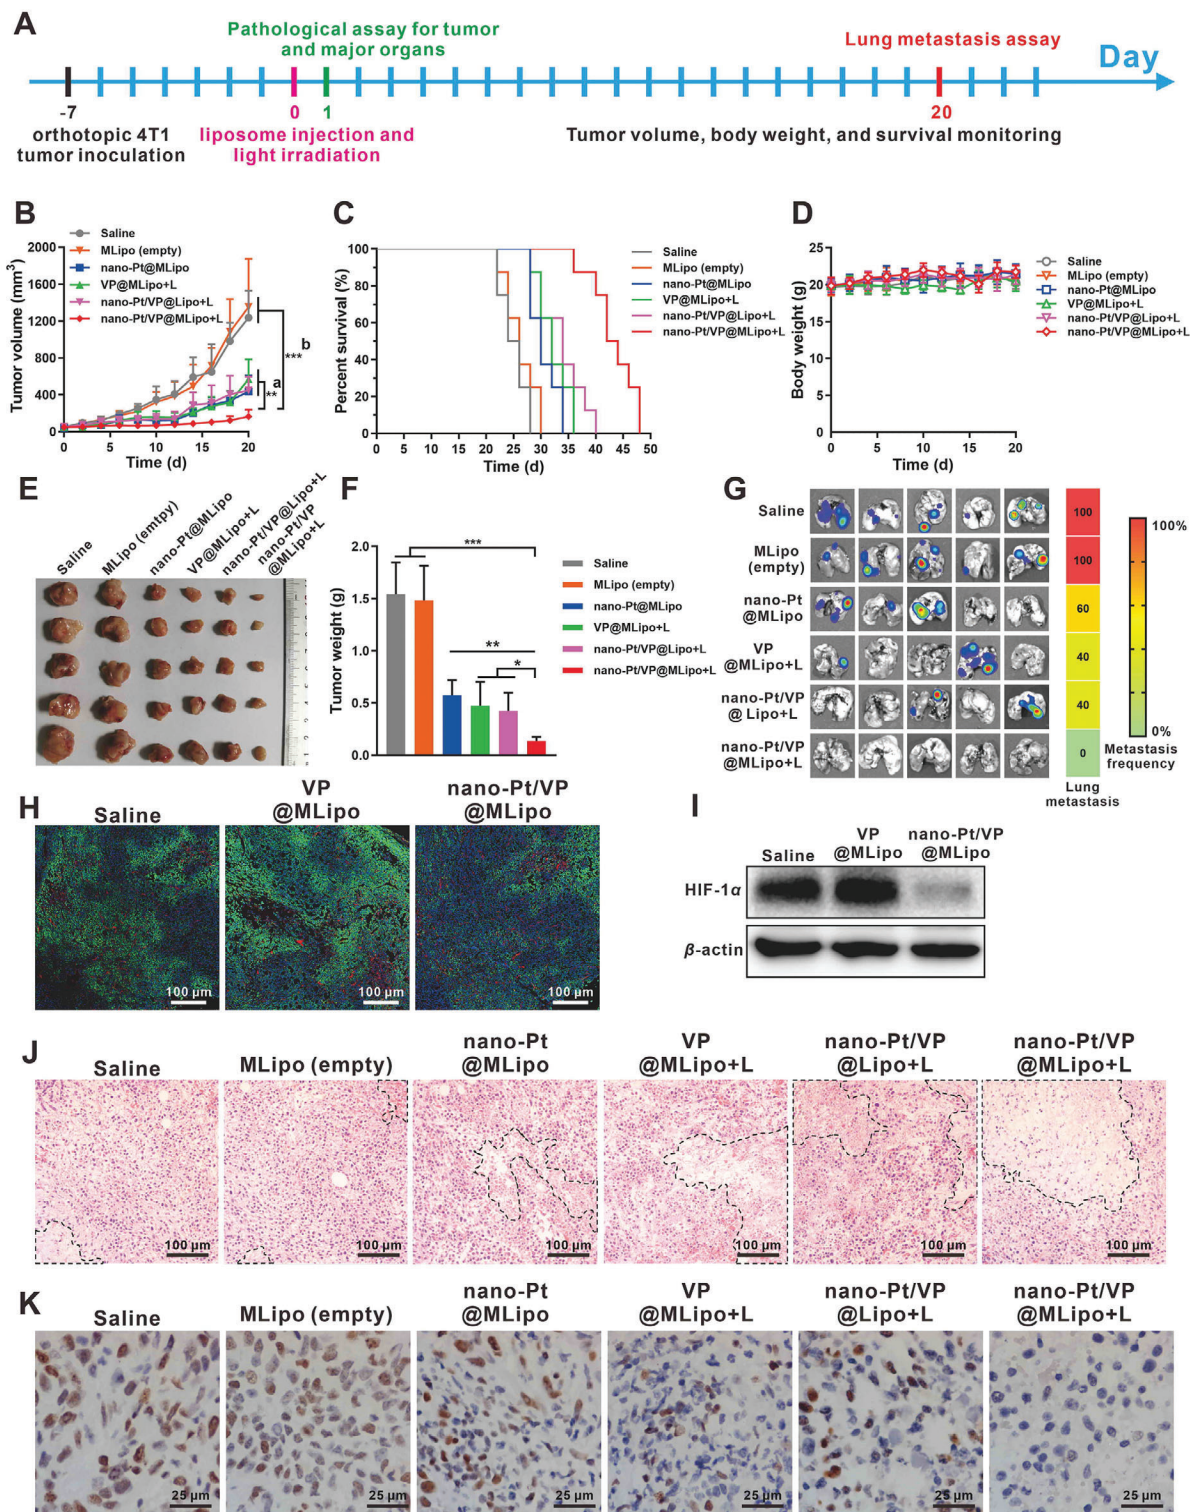 A
Pathological assay for tumor
and major organs
Lung metastasis assay
Day
-7
0
1
20
orthotopic 4T1
tumor inoculation
liposome injection and
light irradiation
Tumor volume, body weight, and survival monitoring
B
Saline
MLipo (empty)
nano-Pt@MLipo
VP@MLipo+L
nano-Pt/VP@Lipo+L
nano-Pt/VP@MLipo+L
Tumor volume (mm³)
2000
1600
1200
800
400
0
0 5 10 15 20
Time (d)
a
**
b
***
C
Percent survival (%)
100
80
60
40
20
0
0 5 10 15 20 25 30 35 40 45 50
Time (d)
Saline
MLipo (empty)
nano-Pt@MLipo
VP@MLipo+L
nano-Pt/VP@Lipo+L
nano-Pt/VP@MLipo+L
D
Body weight (g)
25
20
15
10
5
0
0 5 10 15 20
Time (d)
Saline
MLipo (empty)
nano-Pt@MLipo
VP@MLipo+L
nano-Pt/VP@Lipo+L
nano-Pt/VP@MLipo+L
E
Saline
MLipo (emtpy)
nano-Pt@MLipo
VP@MLipo+L
nano-Pt/VP@Lipo+L
nano-Pt/VP
@MLipo+L
F
Tumor weight (g)
2.0
1.5
1.0
0.5
0.0
***
**
*
Saline
MLipo (empty)
nano-Pt@MLipo
VP@MLipo+L
nano-Pt/VP@Lipo+L
nano-Pt/VP@MLipo+L
G
Saline
MLipo
(empty)
nano-Pt
@MLipo
VP
@MLipo+L
nano-Pt/VP
@Lipo+L
nano-Pt/VP
@MLipo+L
100
100
60
40
40
0
Lung
metastasis
100%
0%
Metastasis
frequency
H
Saline
VP
@MLipo
nano-Pt/VP
@MLipo
100 µm
100 µm
100 µm
I
Saline
VP
@MLipo
nano-Pt/VP
@MLipo
HIF-1α
β-actin
J
Saline
MLipo (empty)
nano-Pt
@MLipo
VP
@MLipo+L
nano-Pt/VP
@Lipo+L
nano-Pt/VP
@MLipo+L
100 µm
100 µm
100 µm
100 µm
100 µm
100 µm
K
Saline
MLipo (empty)
nano-Pt
@MLipo
VP
@MLipo+L
nano-Pt/VP
@Lipo+L
nano-Pt/VP
@MLipo+L
25 µm
25 µm
25 µm
25 µm
25 µm
25 µm